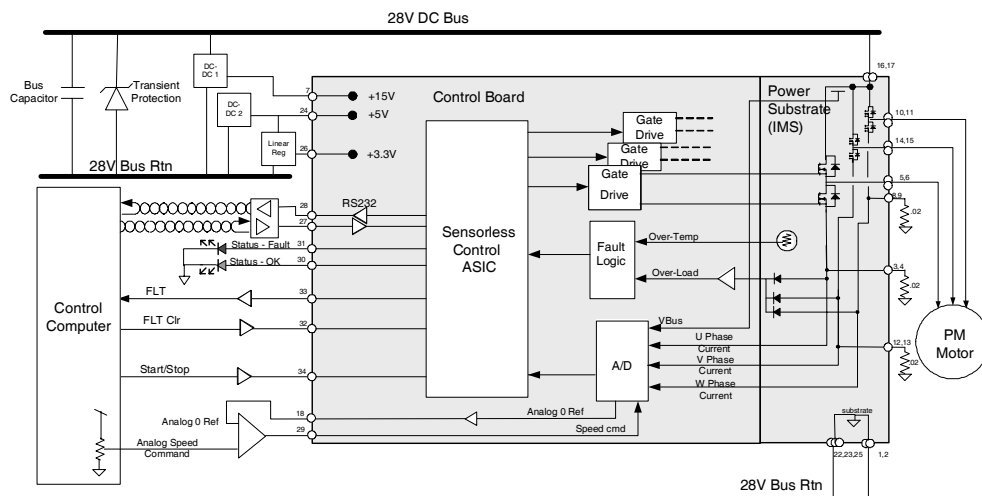 28V DC Bus
Bus
Capacitor
Transient
Protection
DC-
DC 1
DC-
DC 2
Linear
Reg
28V Bus Rtn
7
24
26
+15V
+5V
+3.3V
Control Board
Power
Substrate
(IMS)
16,17
10,11
14,15
5,6
8,9
.02
3,4
.02
12,13
.02
Gate
Drive
Gate
Drive
Gate
Drive
RS232
28
27
31
30
33
32
34
18
29
Status - Fault
Status - OK
FLT
FLT Clr
Start/Stop
Control
Computer
Sensorless
Control
ASIC
Fault
Logic
Over-Temp
Over-Load
A/D
VBus
U Phase
Current
V Phase
Current
W Phase
Current
PM
Motor
Analog 0 Ref
Analog 0 Ref
Speed cmd
Analog Speed
Command
substrate
22,23,25
1,2
28V Bus Rtn